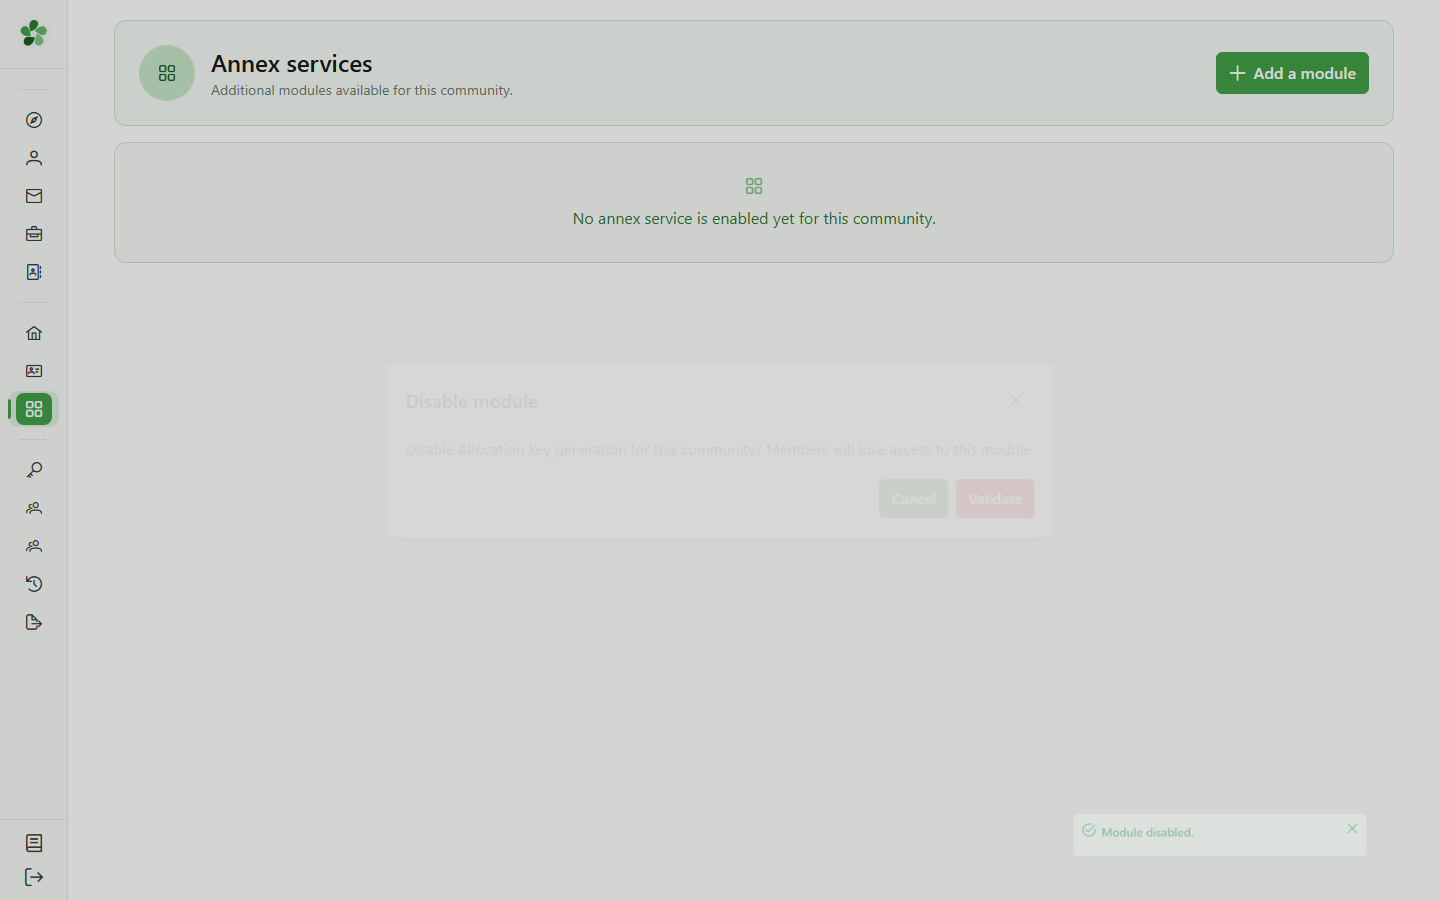 Annex services
Additional modules available for this community.
Add a module
No annex service is enabled yet for this community.
Disable module
Disable Allocation key generation for this community? Members will lose access to this module.
Cancel
Validate
Module disabled.